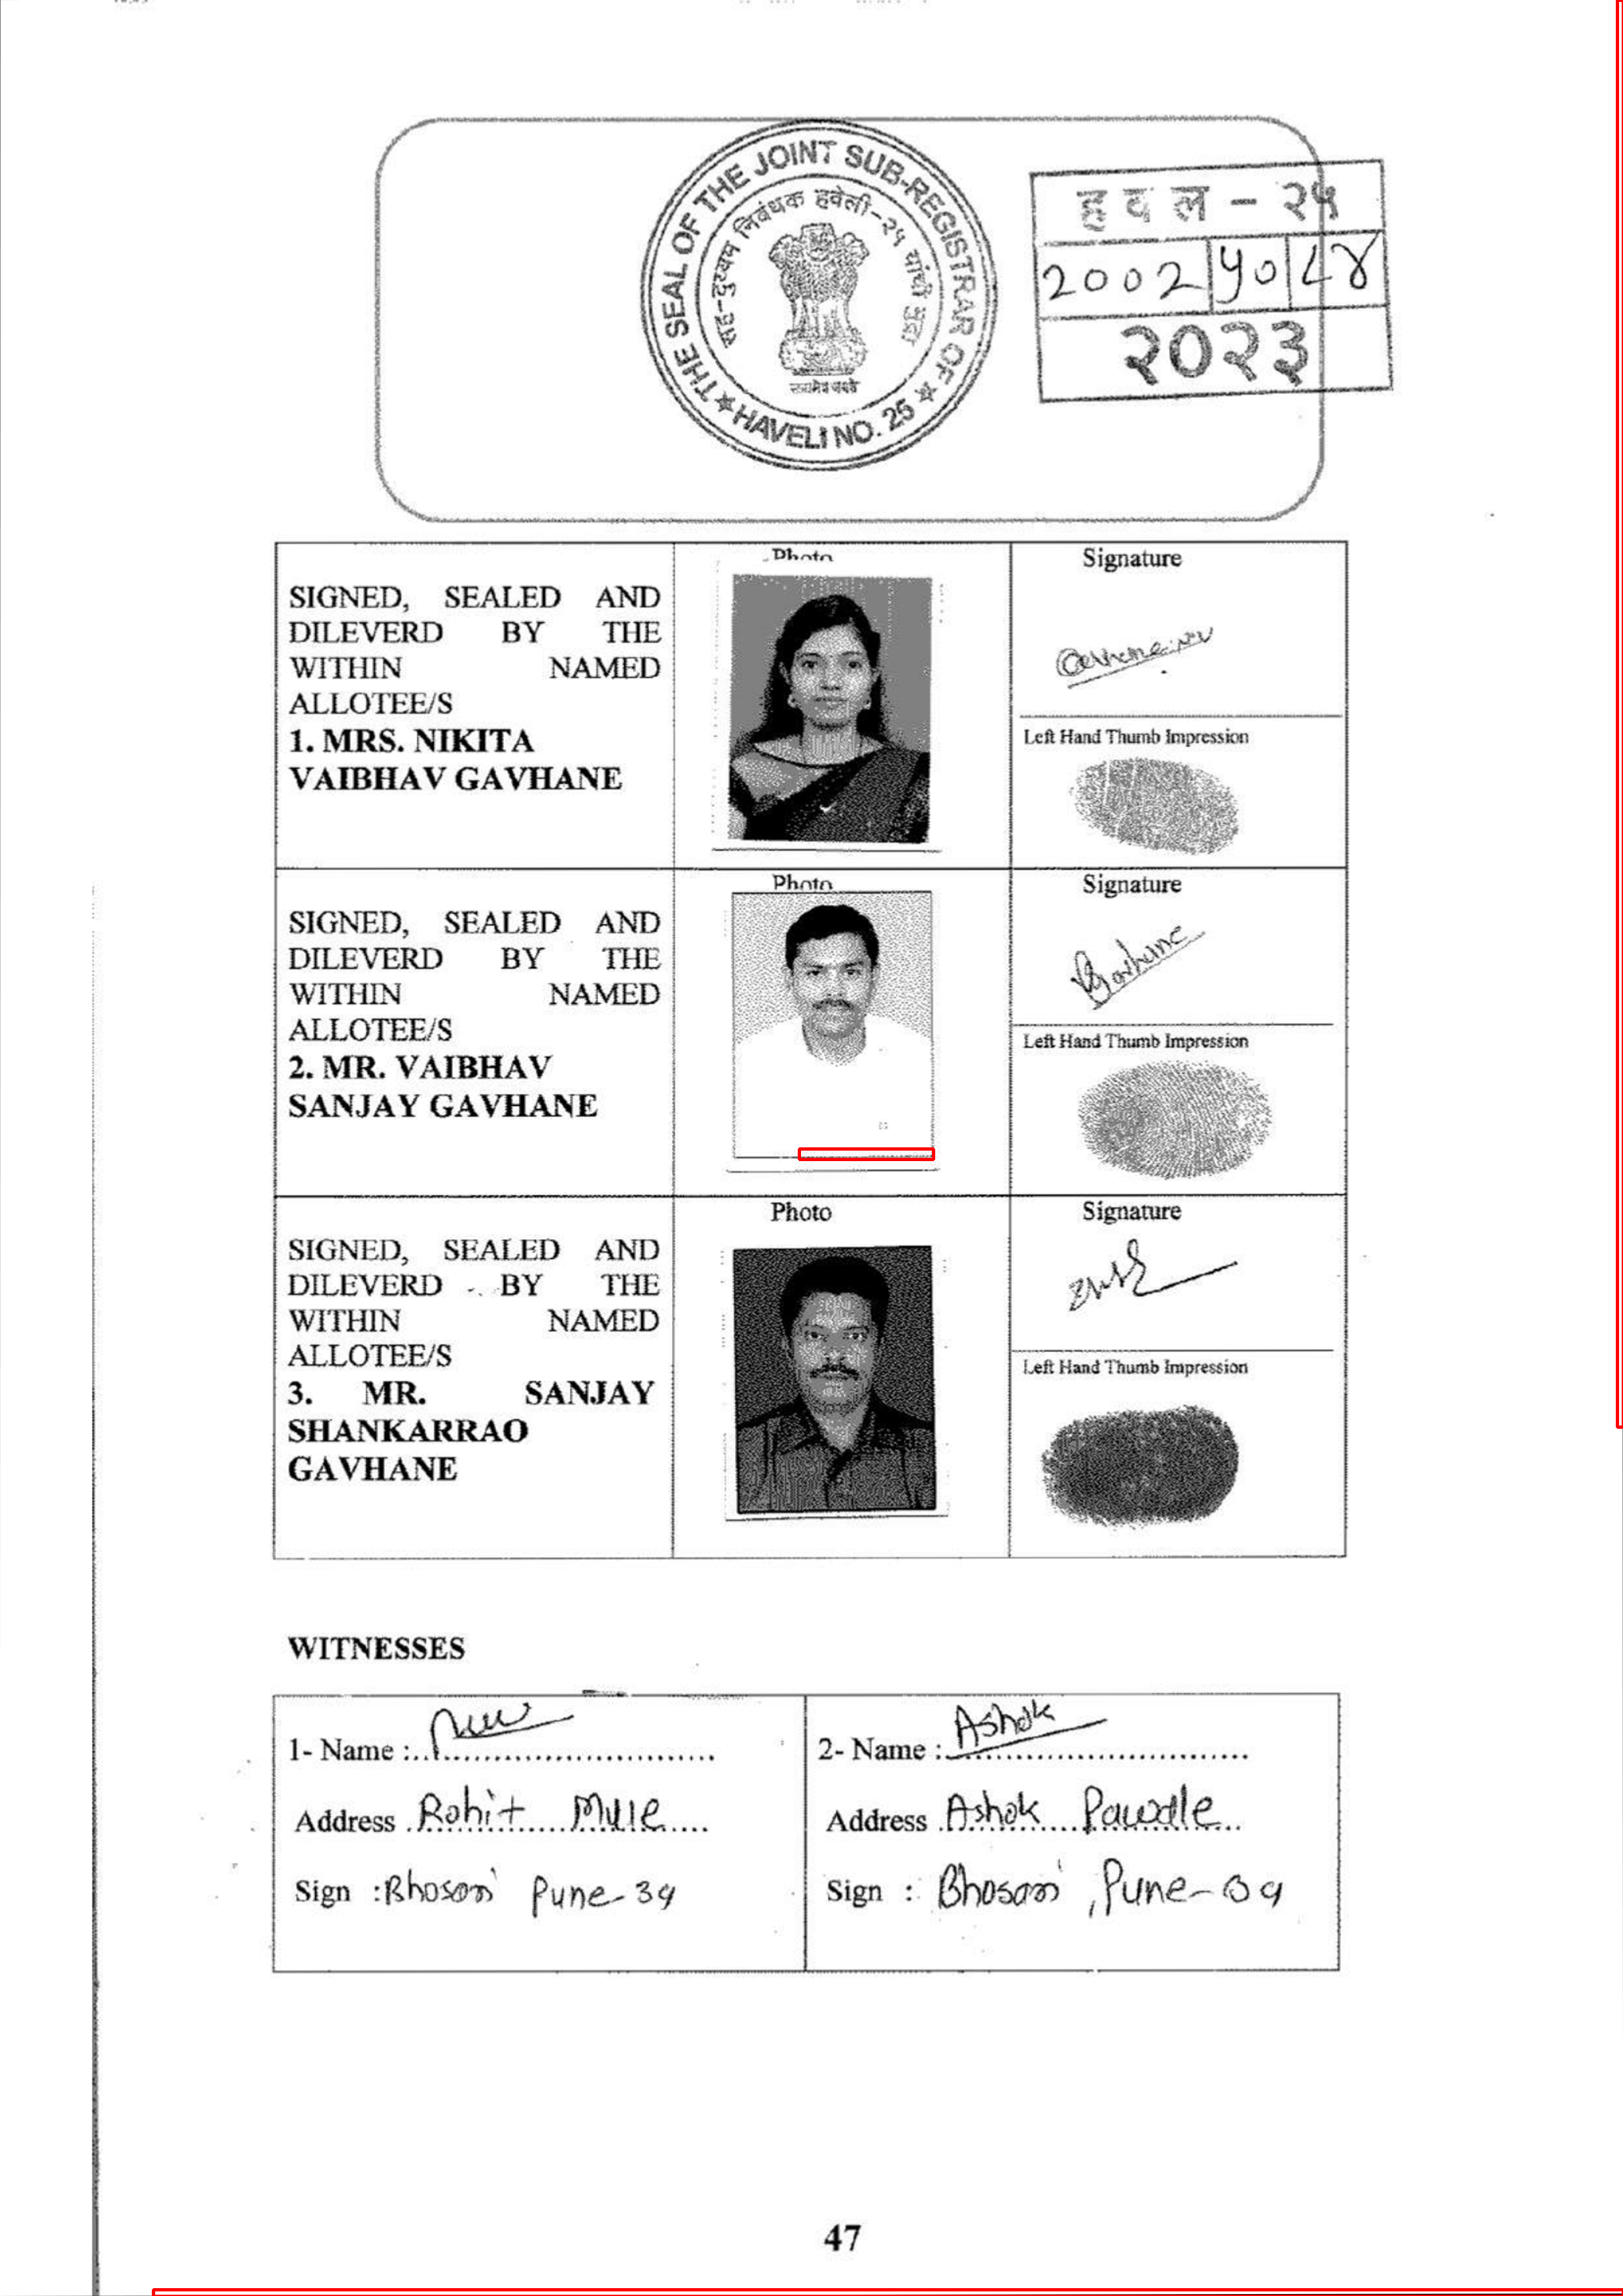 THE SEAL OF THE JOINT SUB-REGISTRAR OF
HAVELI NO. 25
सह-दुय्यम निबंधक हवेली-२५ यांची मुद्रा
सत्यमेव जयते
हवल - २५
2002 ५० ८४
२०२३
Photo
Signature
SIGNED, SEALED AND
DILEVERD BY THE
WITHIN NAMED
ALLOTEE/S
1. MRS. NIKITA
VAIBHAV GAVHANE
Left Hand Thumb Impression
Photo
Signature
SIGNED, SEALED AND
DILEVERD BY THE
WITHIN NAMED
ALLOTEE/S
2. MR. VAIBHAV
SANJAY GAVHANE
Gavhane
Left Hand Thumb Impression
Photo
Signature
SIGNED, SEALED AND
DILEVERD BY THE
WITHIN NAMED
ALLOTEE/S
3. MR. SANJAY
SHANKARRAO
GAVHANE
Left Hand Thumb Impression
WITNESSES
1- Name :
Address Rohit Mule
Sign : Bhosari Pune-39
2- Name : Ashok
Address Ashok Pawdle
Sign : Bhosari, Pune-39
47